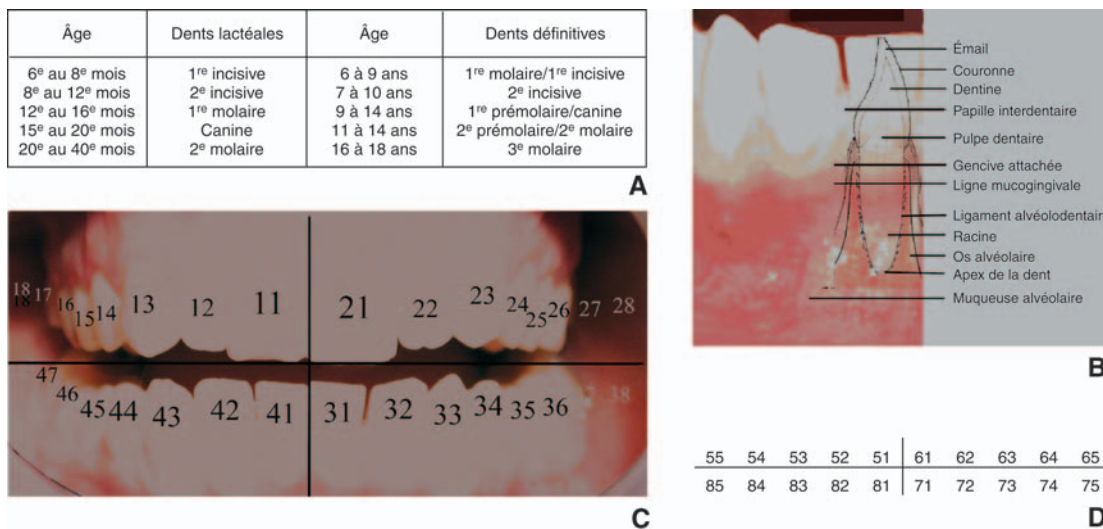 Âge Dents lactéales Âge Dents définitives
6e au 8e mois 1re incisive 6 à 9 ans 1re molaire/1re incisive
8e au 12e mois 2e incisive 7 à 10 ans 2e incisive
12e au 16e mois 1re molaire 9 à 14 ans 1re prémolaire/canine
15e au 20e mois Canine 11 à 14 ans 2e prémolaire/2e molaire
20e au 40e mois 2e molaire 16 à 18 ans 3e molaire
A
Émail
Couronne
Dentine
Papille interdentaire
Pulpe dentaire
Gencive attachée
Ligne mucogingivale
Ligament alvéolodentaire
Racine
Os alvéolaire
Apex de la dent
Muqueuse alvéolaire
B
18 17 16 15 14 13 12 11 21 22 23 24 25 26 27 28
18
47 46 45 44 43 42 41 31 32 33 34 35 36 38
C
55 54 53 52 51 61 62 63 64 65
85 84 83 82 81 71 72 73 74 75
D